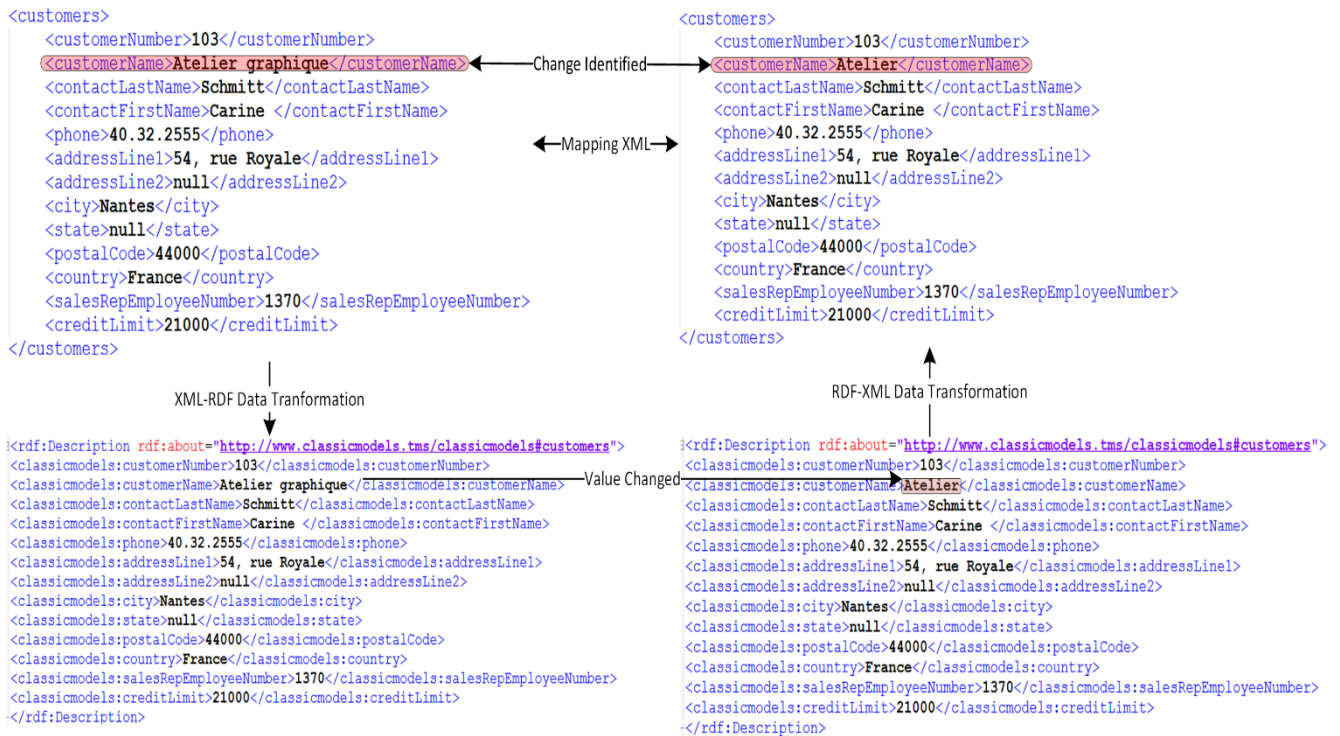 <customers>
<customerNumber>103</customerNumber>
<customerName>Atelier graphique</customerName>
<contactLastName>Schmitt</contactLastName>
<contactFirstName>Carine </contactFirstName>
<phone>40.32.2555</phone>
<addressLine1>54, rue Royale</addressLine1>
<addressLine2>null</addressLine2>
<city>Nantes</city>
<state>null</state>
<postalCode>44000</postalCode>
<country>France</country>
<salesRepEmployeeNumber>1370</salesRepEmployeeNumber>
<creditLimit>21000</creditLimit>
</customers>
Change Identified
Mapping XML
<customers>
<customerNumber>103</customerNumber>
<customerName>Atelier</customerName>
<contactLastName>Schmitt</contactLastName>
<contactFirstName>Carine </contactFirstName>
<phone>40.32.2555</phone>
<addressLine1>54, rue Royale</addressLine1>
<addressLine2>null</addressLine2>
<city>Nantes</city>
<state>null</state>
<postalCode>44000</postalCode>
<country>France</country>
<salesRepEmployeeNumber>1370</salesRepEmployeeNumber>
<creditLimit>21000</creditLimit>
</customers>
XML-RDF Data Tranformation
RDF-XML Data Transformation
<rdf:Description rdf:about="http://www.classicmodels.tms/classicmodels#customers">
<classicmodels:customerNumber>103</classicmodels:customerNumber>
<classicmodels:customerName>Atelier graphique</classicmodels:customerName>
<classicmodels:contactLastName>Schmitt</classicmodels:contactLastName>
<classicmodels:contactFirstName>Carine </classicmodels:contactFirstName>
<classicmodels:phone>40.32.2555</classicmodels:phone>
<classicmodels:addressLine1>54, rue Royale</classicmodels:addressLine1>
<classicmodels:addressLine2>null</classicmodels:addressLine2>
<classicmodels:city>Nantes</classicmodels:city>
<classicmodels:state>null</classicmodels:state>
<classicmodels:postalCode>44000</classicmodels:postalCode>
<classicmodels:country>France</classicmodels:country>
<classicmodels:salesRepEmployeeNumber>1370</classicmodels:salesRepEmployeeNumber>
<classicmodels:creditLimit>21000</classicmodels:creditLimit>
</rdf:Description>
Value Changed
<rdf:Description rdf:about="http://www.classicmodels.tms/classicmodels#customers">
<classicmodels:customerNumber>103</classicmodels:customerNumber>
<classicmodels:customerName>Atelier</classicmodels:customerName>
<classicmodels:contactLastName>Schmitt</classicmodels:contactLastName>
<classicmodels:contactFirstName>Carine </classicmodels:contactFirstName>
<classicmodels:phone>40.32.2555</classicmodels:phone>
<classicmodels:addressLine1>54, rue Royale</classicmodels:addressLine1>
<classicmodels:addressLine2>null</classicmodels:addressLine2>
<classicmodels:city>Nantes</classicmodels:city>
<classicmodels:state>null</classicmodels:state>
<classicmodels:postalCode>44000</classicmodels:postalCode>
<classicmodels:country>France</classicmodels:country>
<classicmodels:salesRepEmployeeNumber>1370</classicmodels:salesRepEmployeeNumber>
<classicmodels:creditLimit>21000</classicmodels:creditLimit>
</rdf:Description>